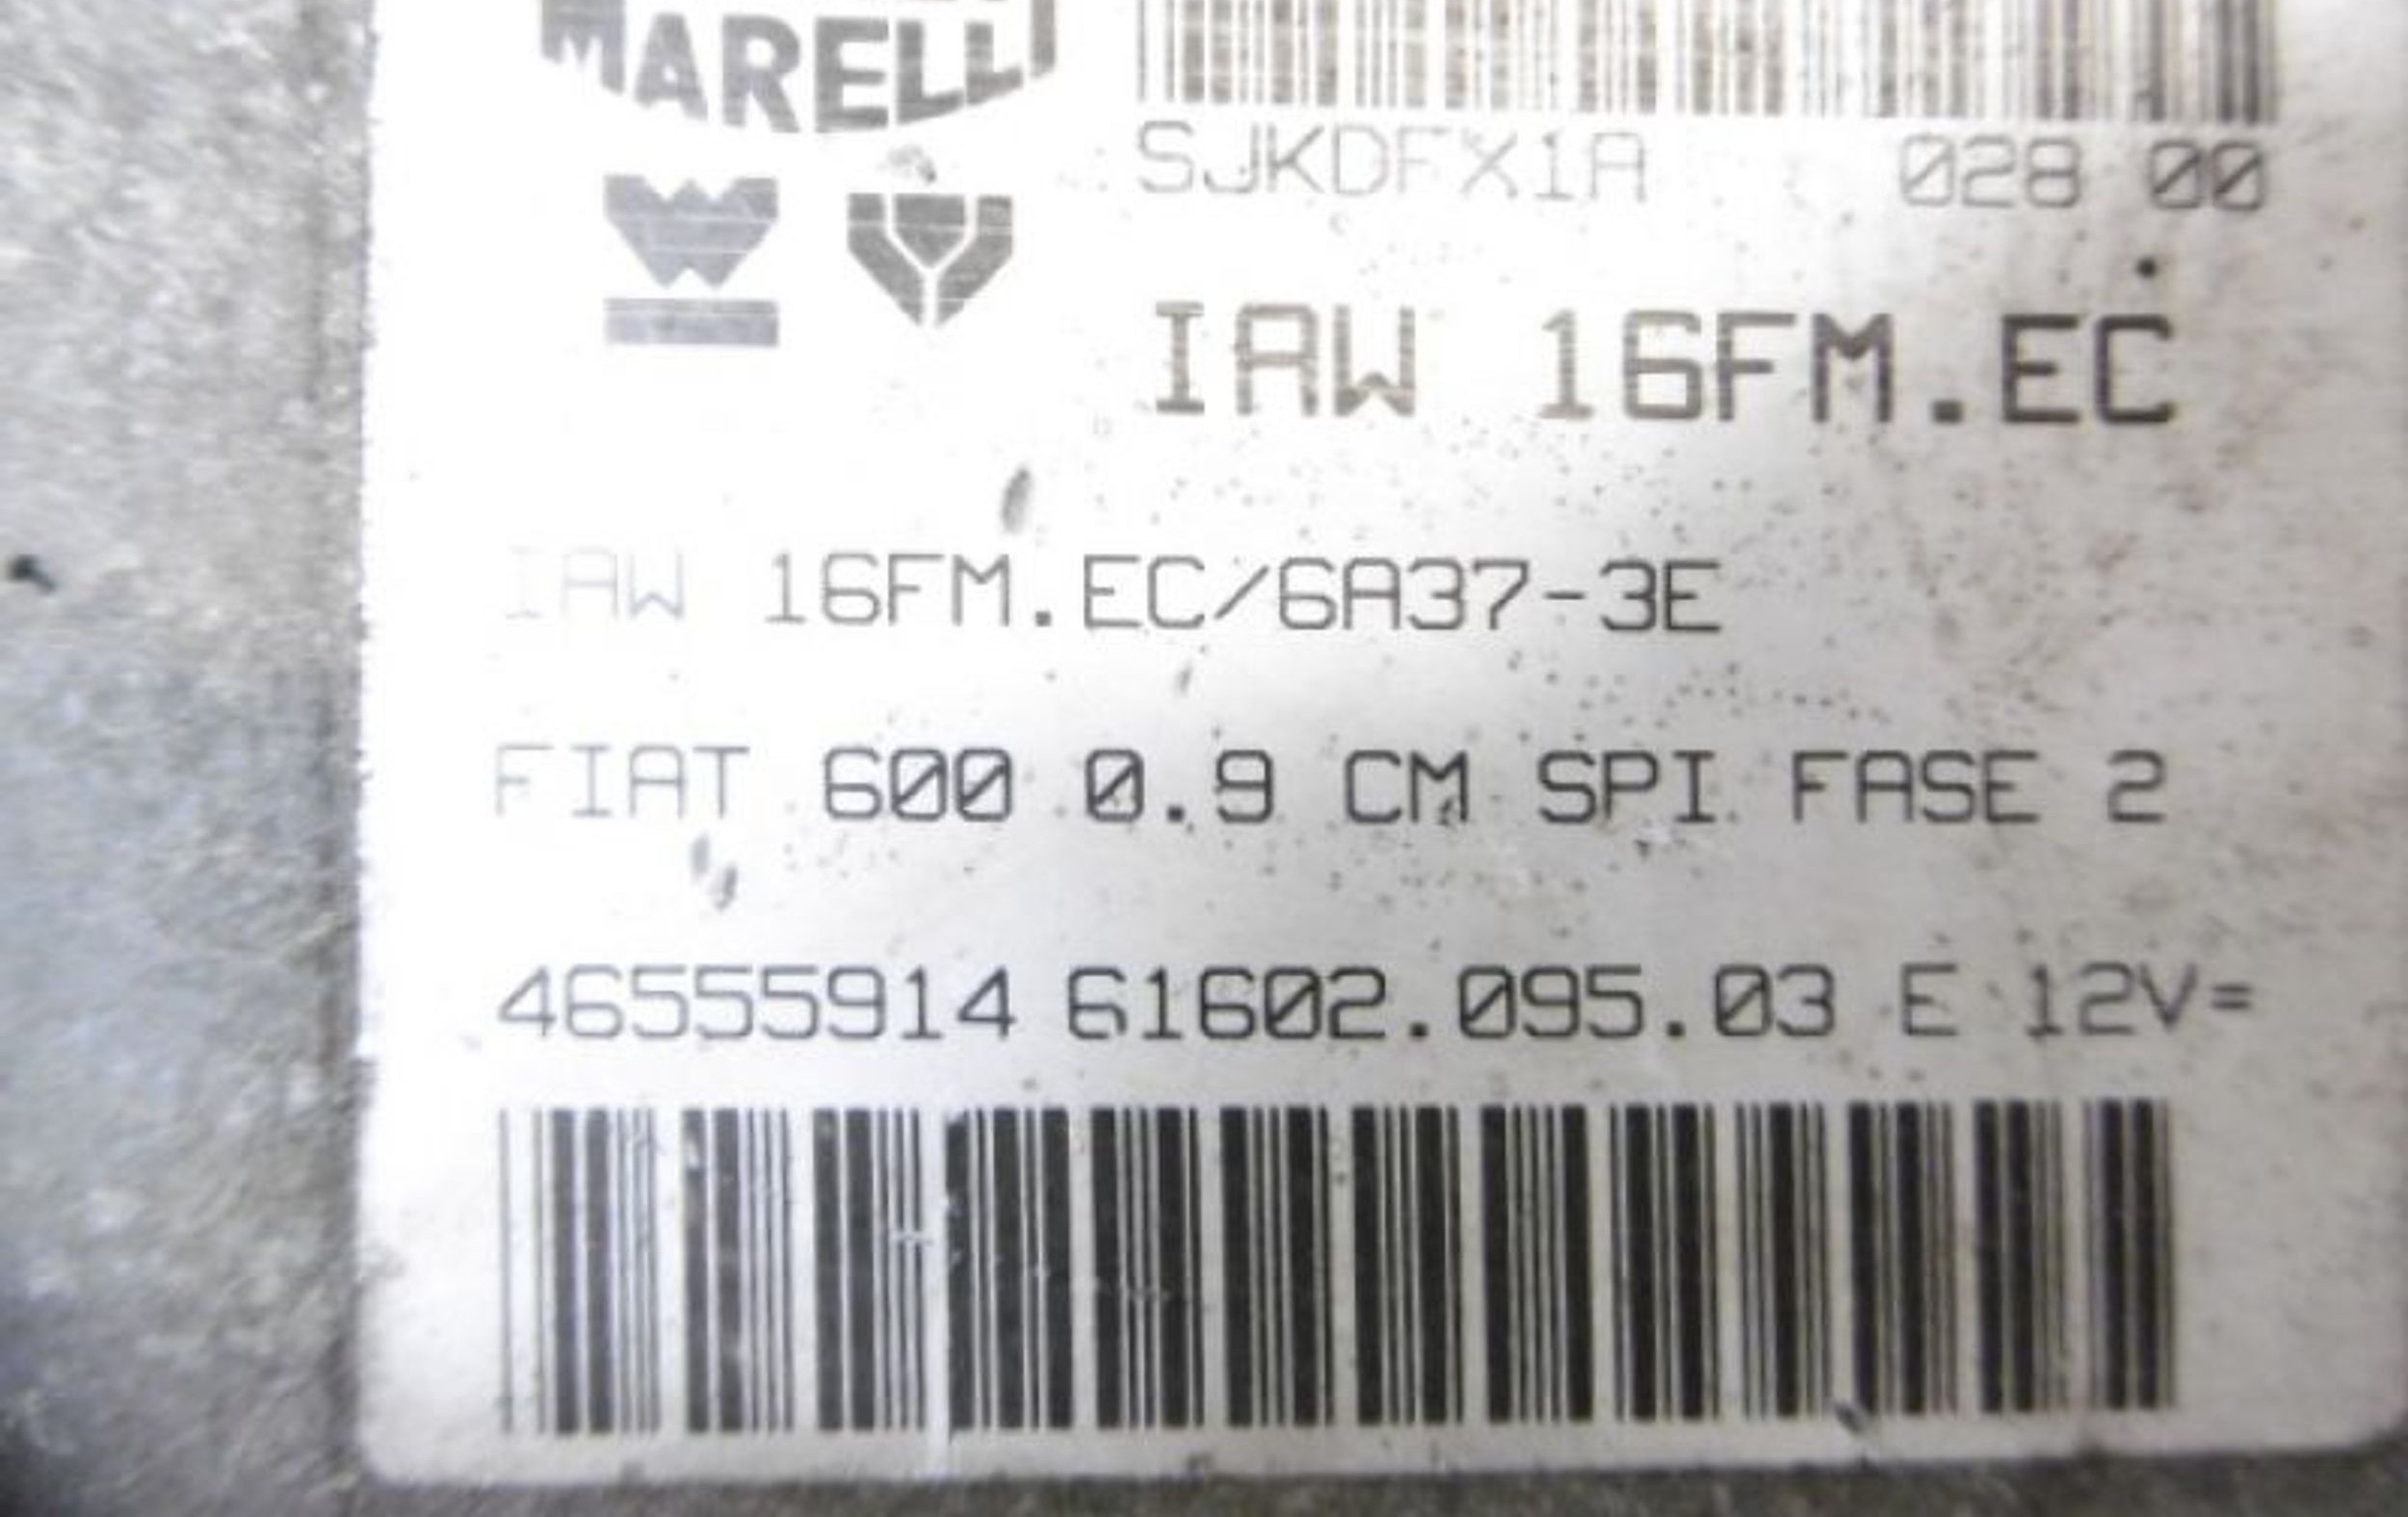 MARELLI
SJKDFX1A 028 00
IAW 16FM.EC
IAW 16FM.EC/6A37-3E
FIAT 600 0.9 CM SPI FASE 2
46555914 61602.095.03 E 12V=